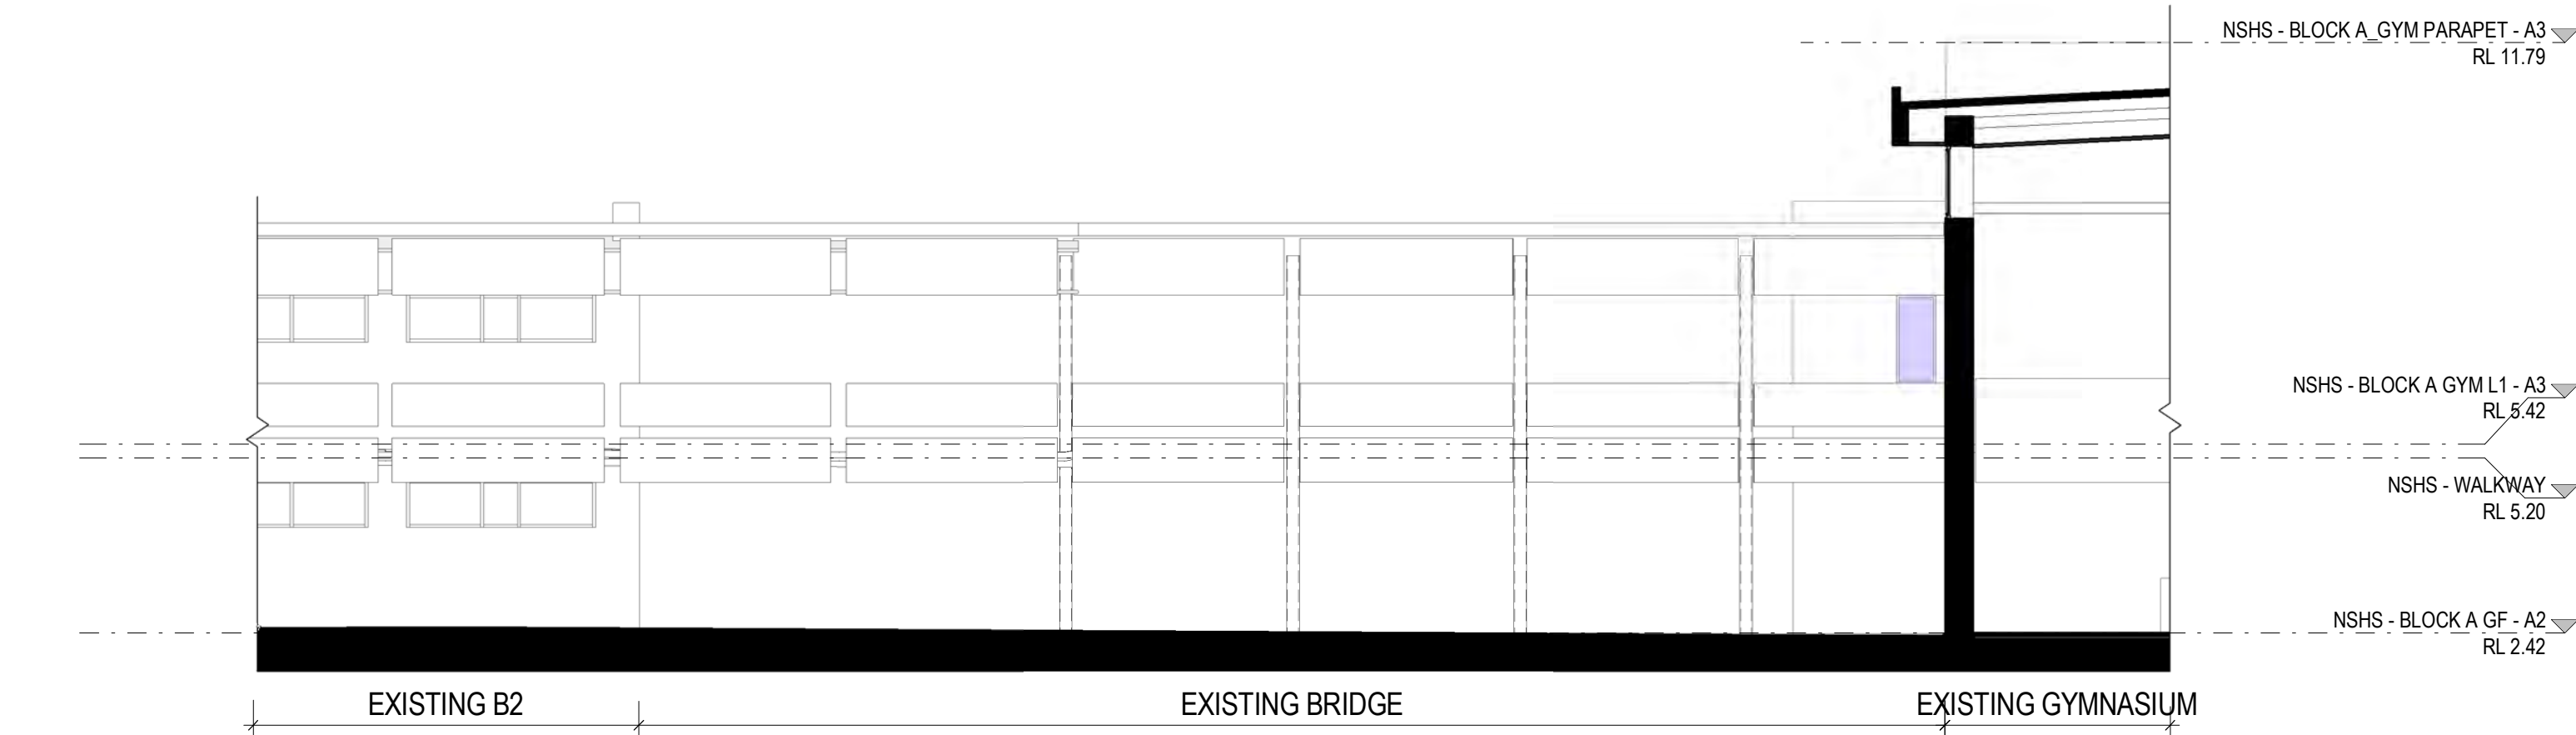 NSHS - BLOCK A_GYM PARAPET - A3
RL 11.79
NSHS - BLOCK A GYM L1 - A3
RL 5.42
NSHS - WALKWAY
RL 5.20
NSHS - BLOCK A GF - A2
RL 2.42
EXISTING B2
EXISTING BRIDGE
EXISTING GYMNASIUM